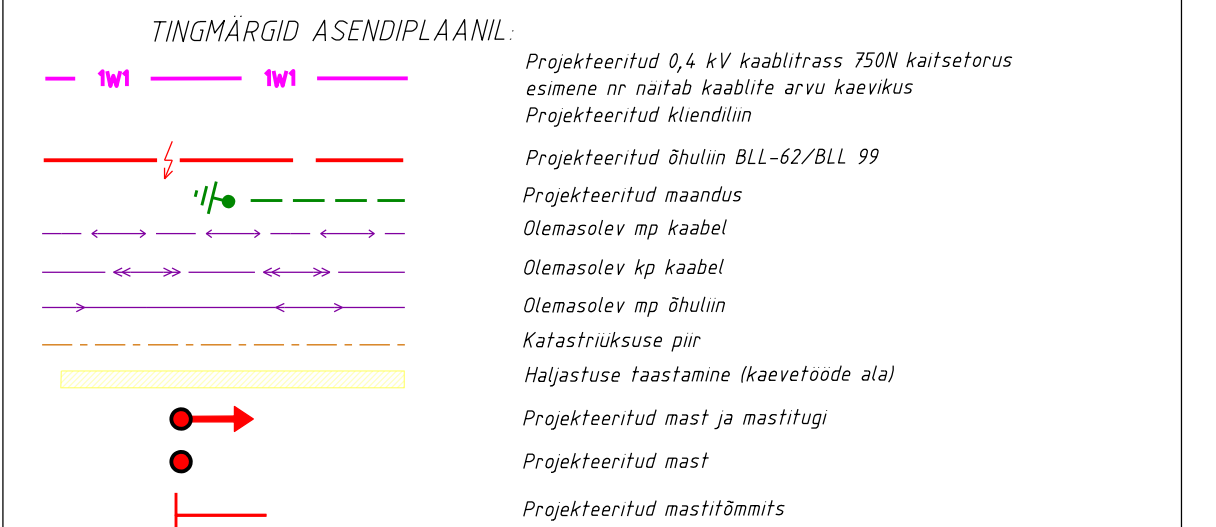 TINGMÄRGID ASENDIPLAANIL:
1W1 1W1
Projekteeritud 0,4 kV kaablitrass 750N kaitsetorus
esimene nr näitab kaablite arvu kaevikus
Projekteeritud kliendiliin
Projekteeritud õhuliin BLL-62/BLL 99
Projekteeritud maandus
Olemasolev mp kaabel
Olemasolev kp kaabel
Olemasolev mp õhuliin
Katastriüksuse piir
Haljastuse taastamine (kaevetööde ala)
Projekteeritud mast ja mastitugi
Projekteeritud mast
Projekteeritud mastitõmmits